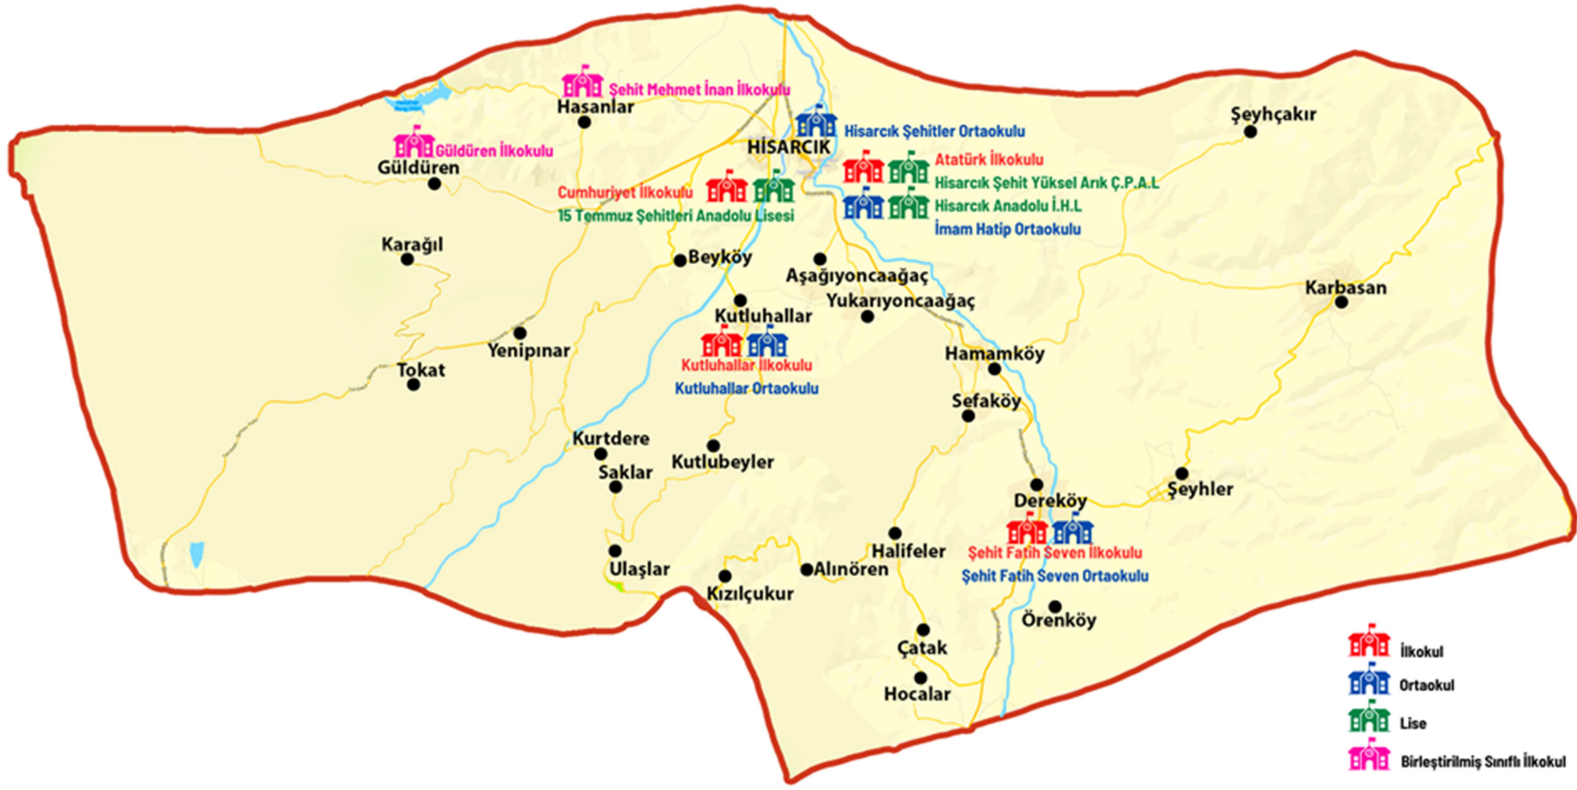 Şehit Mehmet İnan İlkokulu
Hasanlar
Şeyhçakır
Hisarcık Şehitler Ortaokulu
HİSARCIK
Güldüren İlkokulu
Güldüren
Atatürk İlkokulu
Hisarcık Şehit Yüksel Arık Ç.P.A.L
Cumhuriyet İlkokulu
15 Temmuz Şehitleri Anadolu Lisesi
Hisarcık Anadolu İ.H.L
İmam Hatip Ortaokulu
Karağıl
Beyköy
Aşağıyoncaağaç
Karbasan
Yukarıyoncaağaç
Kutluhallar
Yenipınar
Hamamköy
Kutluhallar İlkokulu
Kutluhallar Ortaokulu
Tokat
Sefaköy
Kurtdere
Kutlubeyler
Saklar
Şeyhler
Dereköy
Halifeler
Şehit Fatih Seven İlkokulu
Şehit Fatih Seven Ortaokulu
Ulaşlar
Alınören
Kızılçukur
Örenköy
Çatak
Hocalar
İlkokul
Ortaokul
Lise
Birleştirilmiş Sınıflı İlkokul